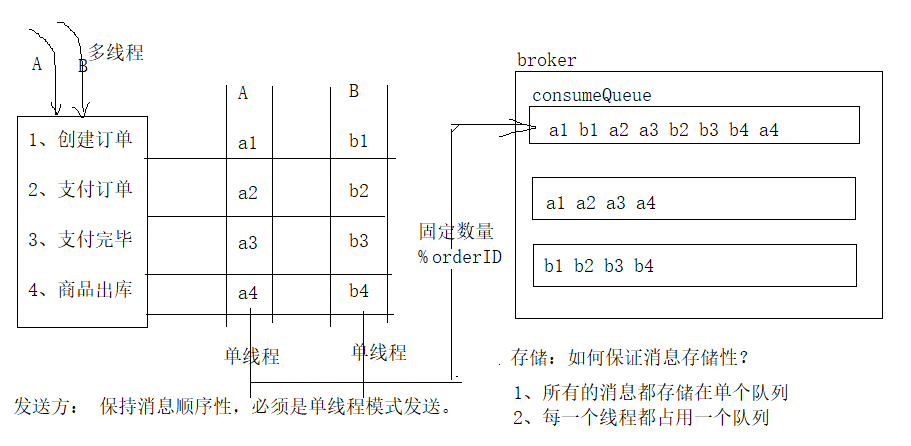 A
B
多线程
1、创建订单
2、支付订单
3、支付完毕
4、商品出库
A
B
a1
b1
a2
b2
a3
b3
a4
b4
单线程
单线程
发送方： 保持消息顺序性，必须是单线程模式发送。
固定数量
%orderID
broker
consumeQueue
a1 b1 a2 a3 b2 b3 b4 a4
a1 a2 a3 a4
b1 b2 b3 b4
存储：如何保证消息存储性？
1、所有的消息都存储在单个队列
2、每一个线程都占用一个队列